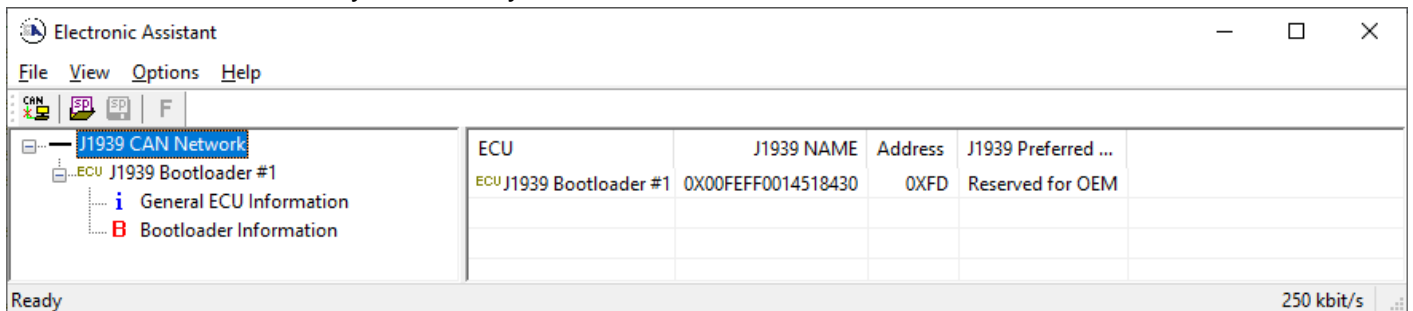 Electronic Assistant
File View Options Help
CAN SP SP F
J1939 CAN Network
ECU J1939 Bootloader #1
i General ECU Information
B Bootloader Information
ECU J1939 NAME Address J1939 Preferred ...
ECU J1939 Bootloader #1 0X00FEFF0014518430 0XFD Reserved for OEM
Ready 250 kbit/s